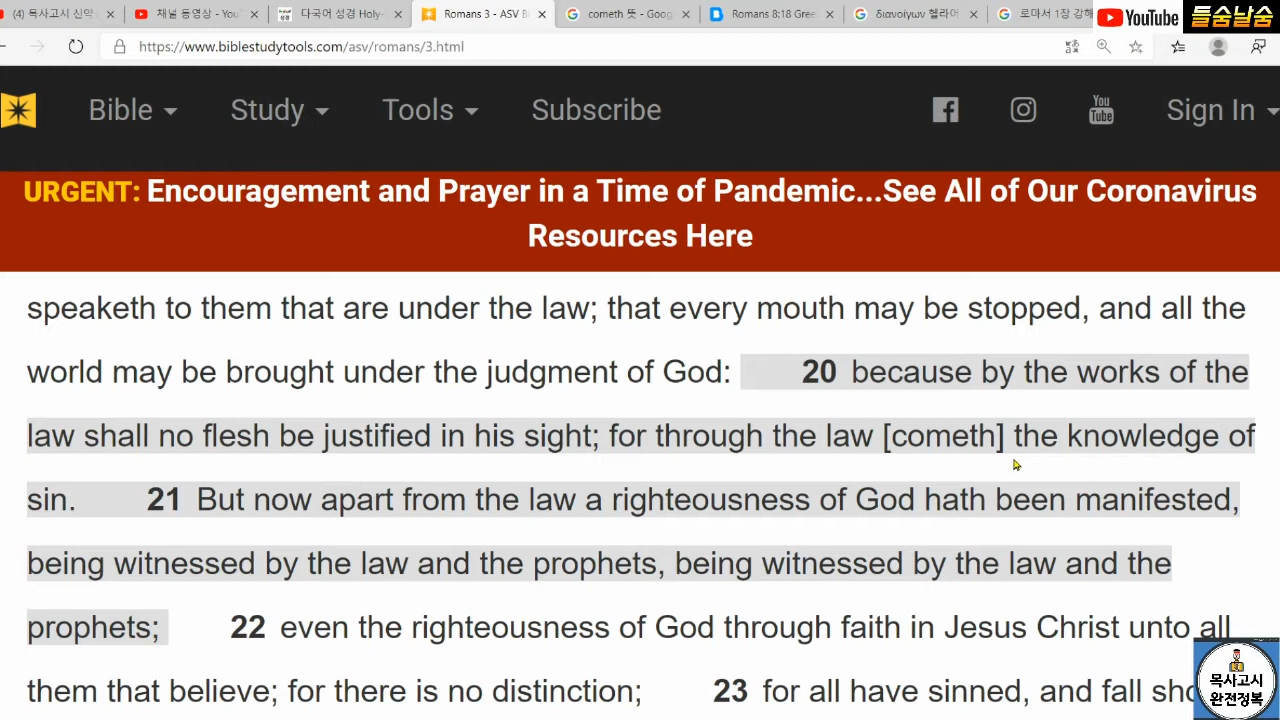 (4) 목사고시 신약
채널 동영상 - YouT
다국어 성경 Holy-
Romans 3 - ASV B
cometh 뜻 - Goog
Romans 8:18 Gree
διανοίγων 헬라어
로마서 1장 강해
YouTube
들숨날숨
https://www.biblestudytools.com/asv/romans/3.html
Bible
Study
Tools
Subscribe
You
Tube
Sign In
URGENT: Encouragement and Prayer in a Time of Pandemic...See All of Our Coronavirus
Resources Here
speaketh to them that are under the law; that every mouth may be stopped, and all the
world may be brought under the judgment of God: 20 because by the works of the
law shall no flesh be justified in his sight; for through the law [cometh] the knowledge of
sin. 21 But now apart from the law a righteousness of God hath been manifested,
being witnessed by the law and the prophets, being witnessed by the law and the
prophets; 22 even the righteousness of God through faith in Jesus Christ unto all
them that believe; for there is no distinction; 23 for all have sinned, and fall sho
목사고시
완전정복